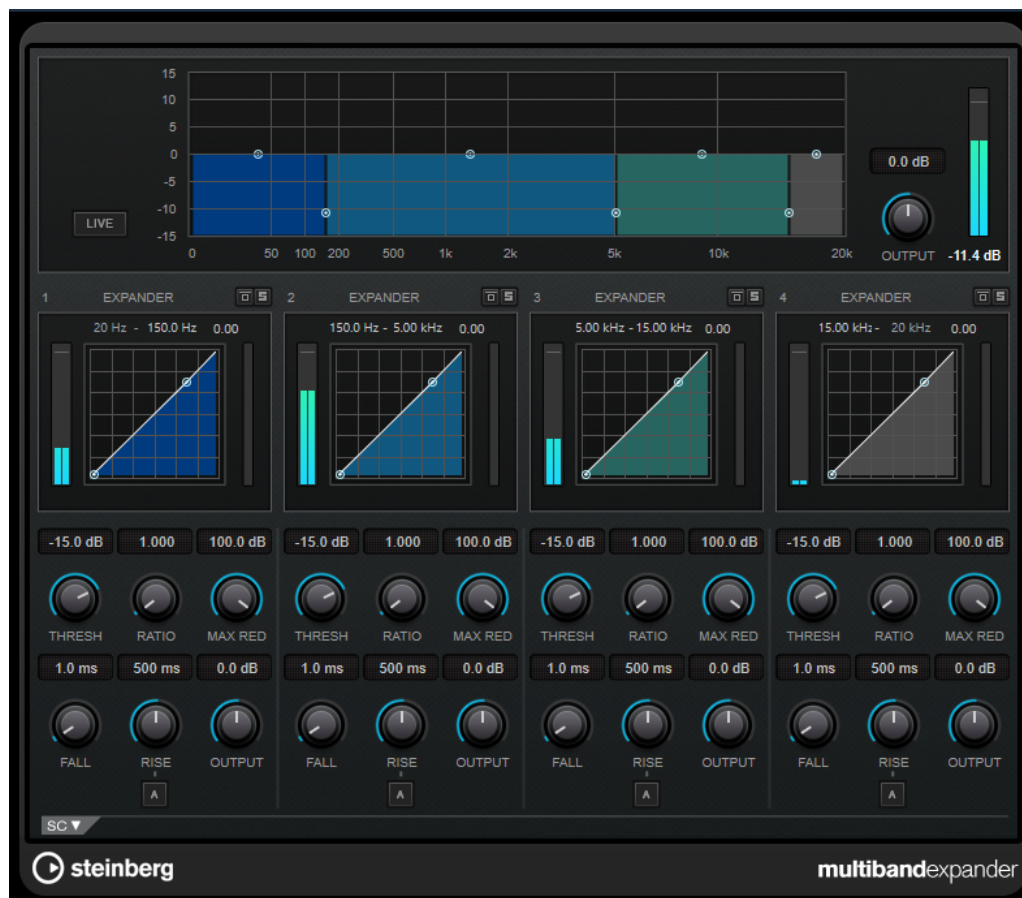 15
10
5
0
-5
-10
-15
LIVE
0 50 100 200 500 1k 2k 5k 10k 20k
0.0 dB
OUTPUT -11.4 dB
1 EXPANDER S 2 EXPANDER S 3 EXPANDER S 4 EXPANDER S
20 Hz - 150.0 Hz 0.00 150.0 Hz - 5.00 kHz 0.00 5.00 kHz - 15.00 kHz 0.00 15.00 kHz - 20 kHz 0.00
-15.0 dB 1.000 100.0 dB -15.0 dB 1.000 100.0 dB -15.0 dB 1.000 100.0 dB -15.0 dB 1.000 100.0 dB
THRESH RATIO MAX RED THRESH RATIO MAX RED THRESH RATIO MAX RED THRESH RATIO MAX RED
1.0 ms 500 ms 0.0 dB 1.0 ms 500 ms 0.0 dB 1.0 ms 500 ms 0.0 dB 1.0 ms 500 ms 0.0 dB
FALL RISE OUTPUT FALL RISE OUTPUT FALL RISE OUTPUT FALL RISE OUTPUT
A A A A
SC ▼
steinberg multibandexpander